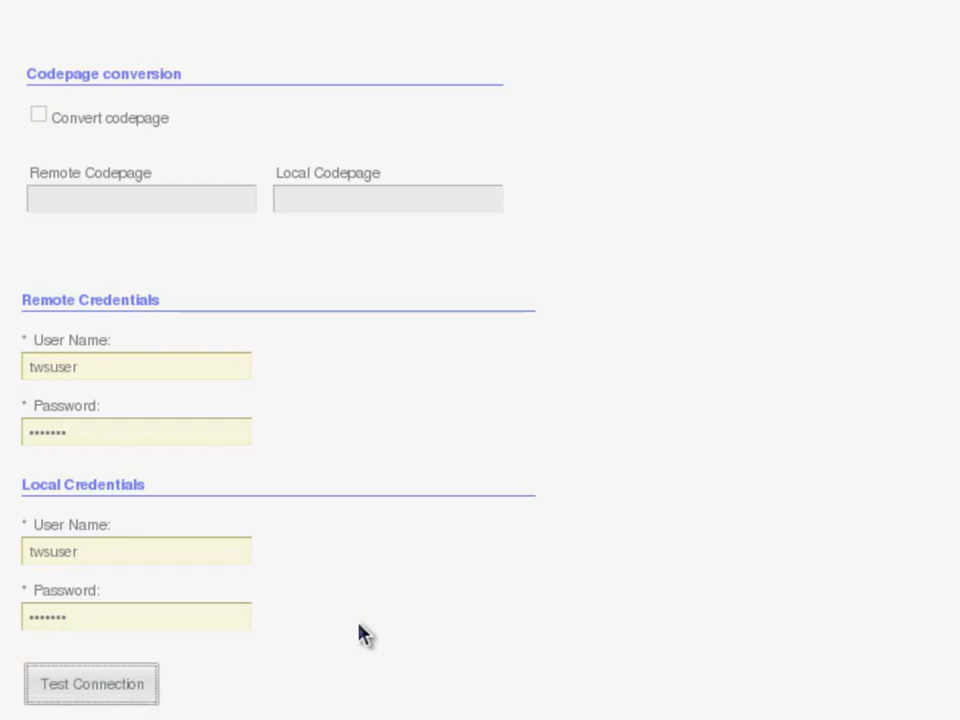 Codepage conversion
Convert codepage
Remote Codepage Local Codepage
Remote Credentials
* User Name:
twsuser
* Password:
•••••••
Local Credentials
* User Name:
twsuser
* Password:
•••••••
Test Connection